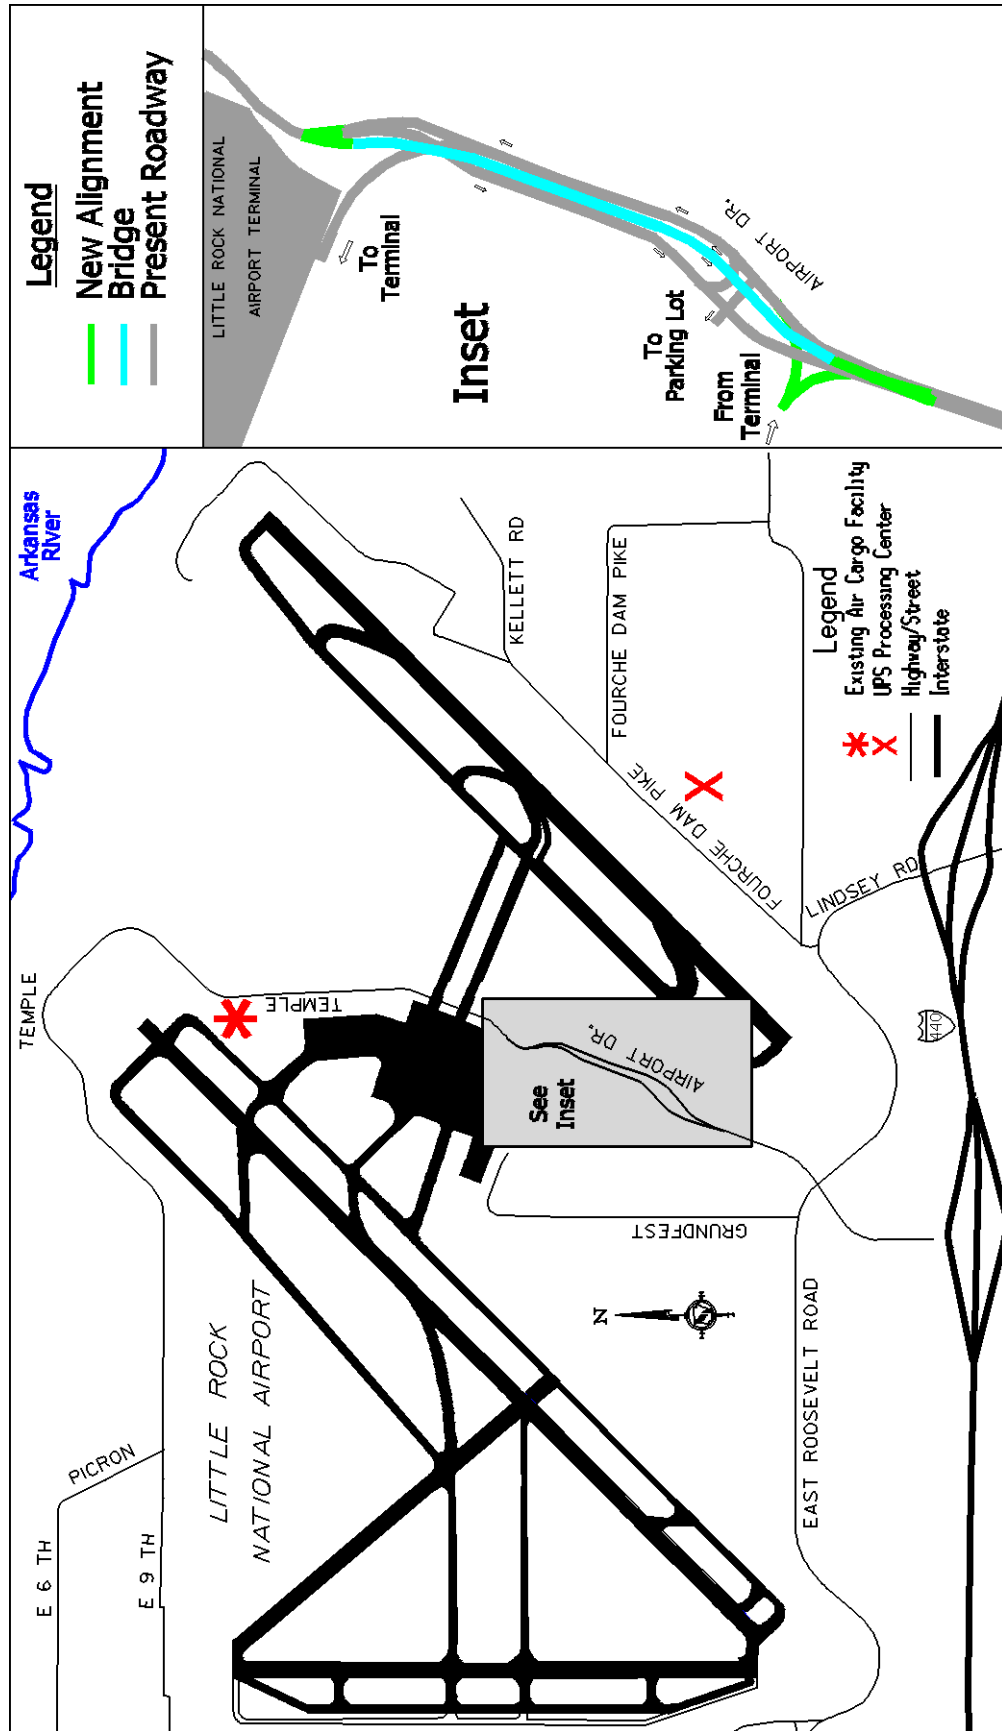 Arkansas
River
TEMPLE
PICRON
E 6 TH
E 9 TH
LITTLE ROCK
NATIONAL AIRPORT
TEMPLE
See
Inset
AIRPORT DR.
GRUNDFEST
N
EAST ROOSEVELT ROAD
KELLETT RD
FOURCHE DAM PIKE
FOURCHE DAM PIKE
LINDSEY RD
440
Legend
Existing Air Cargo Facility
UPS Processing Center
Highway/Street
Interstate
Legend
New Alignment
Bridge
Present Roadway
LITTLE ROCK NATIONAL
AIRPORT TERMINAL
To
Terminal
Inset
To
Parking Lot
From
Terminal
AIRPORT DR.